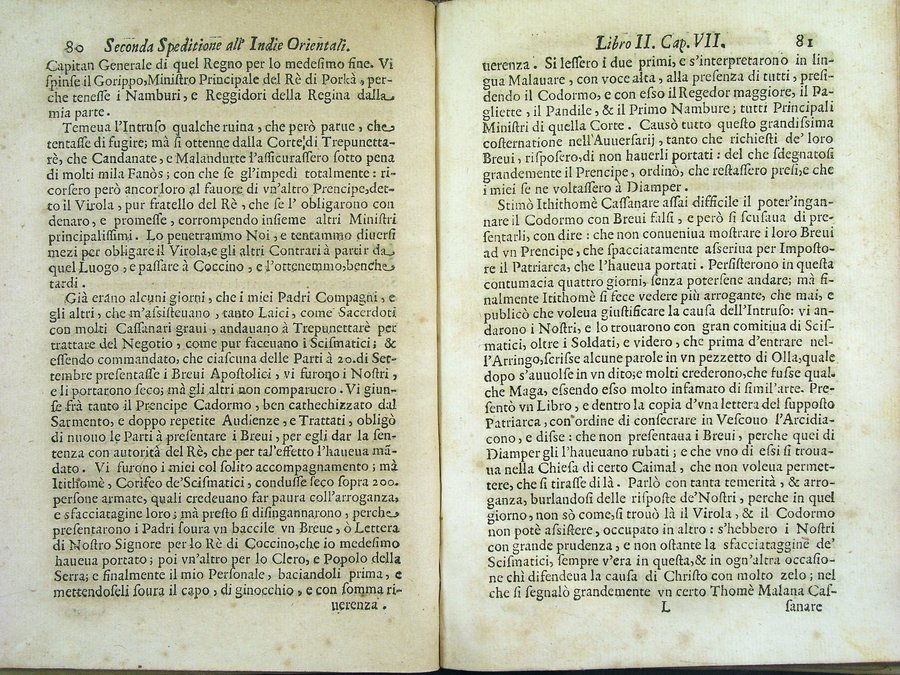 80 Seconda Speditione all' Indie Orientali.
Capitan Generale di quel Regno per lo medesimo fine. Vi
spinse il Gorippo, Ministro Principale del Rè di Porkà, per-
che tenesse i Namburi, e Reggidori della Regina dalla
mia parte.
Temeua l'Intruso qualche ruina, che però parue, che
tentasse di fugire; mà si ottenne dalla Corte di Trepunetta-
rè, che Candanate, e Malandurte l'assicurassero sotto pena
di molti mila Fanòs; con che se gl'impedì totalmente: ri-
corsero però ancor loro al fauore di vn'altro Prencipe, det-
to il Virola, pur fratello del Rè, che se l' obligarono con
denaro, e promesse, corrompendo insieme altri Ministri
principalissimi. Lo penetrammo Noi, e tentammo diuersi
mezi per obligare il Virola, e gli altri Contrari à partir da
quel Luogo, e passare à Coccino, e l'ottenemmo, benche
tardi.
Già erano alcuni giorni, che i miei Padri Compagni, e
gli altri, che m'assisteuano, tanto Laici, come Sacerdoti
con molti Cassanari graui, andauano à Trepunettarè per
trattare del Negotio, come pur faceuano i Scismatici; &
essendo commandato, che ciascuna delle Parti à 20. di Set-
tembre presentasse i Breui Apostolici, vi furono i Nostri,
e li portarono seco; mà gli altri non comparuero. Vi giun-
se frà tanto il Prencipe Cadormo, ben cathechizzato dal
Sarmento, e doppo repetite Audienze, e Trattati, obligò
di nuouo le Parti à presentare i Breui, per egli dar la sen-
tenza con autorità del Rè, che per tal'effetto l'haueua mā-
dato. Vi furono i miei col solito accompagnamento; mà
Itithomè, Corifeo de'Scismatici, condusse seco sopra 200.
persone armate, quali credeuano far paura coll'arroganza,
e sfacciatagine loro; mà presto si disingannarono, perche
presentarono i Padri soura vn baccile vn Breue, ò Lettera
di Nostro Signore per lo Rè di Coccino, che io medesimo
haueua portato; poi vn'altro per lo Clero, e Popolo della
Serra; e finalmente il mio Personale, baciandoli prima, e
mettendoseli soura il capo, di ginocchio, e con somma ri-
uerenza.
Libro II. Cap. VII. 81
uerenza. Si lessero i due primi, e s'interpretarono in lin-
gua Malauare, con voce alta, alla presenza di tutti, presi-
dendo il Codormo, e con esso il Regedor maggiore, il Pa-
gliette, il Pandile, & il Primo Nambure; tutti Principali
Ministri di quella Corte. Causò tutto questo grandissima
costernatione nell'Auuersarij, tanto che richiesti de' loro
Breui, risposero, di non hauerli portati: del che sdegnatosi
grandemente il Prencipe, ordinò, che restassero presi, e che
i miei se ne voltassero à Diamper.
Stimò Ithithomè Cassanare assai difficile il poter'ingan-
nare il Codormo con Breui falsi, e però si scusaua di pre-
sentarli, con dire: che non conueniua mostrare i loro Breui
ad vn Prencipe, che spacciatamente asseriua per Imposto-
re il Patriarca, che l'haueua portati. Persisterono in questa
contumacia quattro giorni, senza potersene andare; mà fi-
nalmente Itithomè si fece vedere più arrogante, che mai, e
publicò che voleua giustificare la causa dell'Intruso: vi an-
darono i Nostri, e lo trouarono con gran comitiua di Scis-
matici, oltre i Soldati, e videro, che prima d'entrare nel-
l'Arringo, scrisse alcune parole in vn pezzetto di Olla, quale
dopo s'auuolse in vn dito; e molti crederono, che fusse qual-
che Maga, essendo esso molto infamato di simil'arte. Pre-
sentò vn Libro, e dentro la copia d'vna lettera del supposto
Patriarca, con'ordine di consecrare in Vescouo l'Arcidia-
cono, e disse: che non presentaua i Breui, perche quei di
Diamper gli l'haueuano rubati; e che vno di essi si troua-
ua nella Chiesa di certo Caimal, che non voleua permet-
tere, che si tirasse di là. Parlò con tanta temerità, & arro-
ganza, burlandosi delle risposte de'Nostri, perche in quel
giorno, non sò come, si trouò là il Virola, & il Codormo
non potè assistere, occupato in altro: s'hebbero i Nostri
con grande prudenza, e non ostante la sfacciataggine de'
Scismatici, sempre v'era in questa, & in ogn'altra occasio-
ne chi difendeua la causa di Christo con molto zelo; nel
che si segnalò grandemente vn certo Thomè Malana Cas-
L sanare